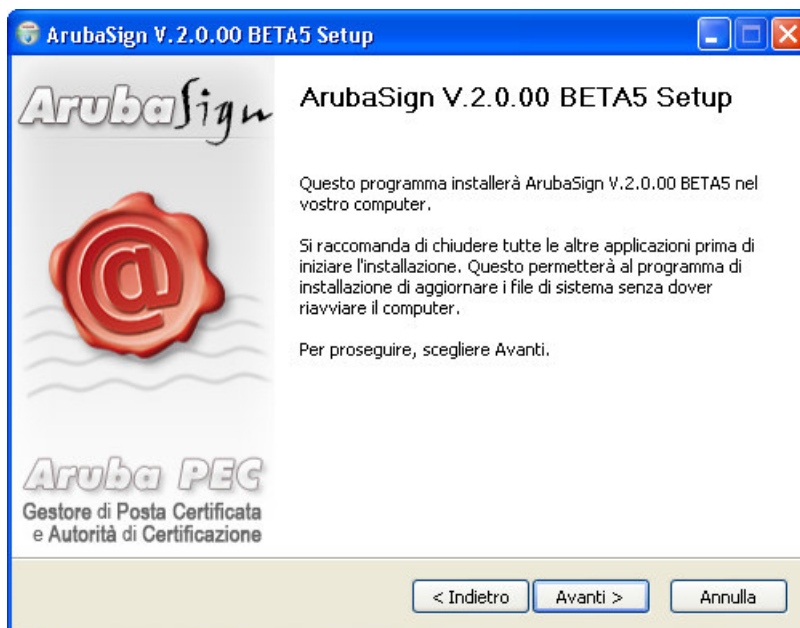 ArubaSign V.2.0.00 BETA5 Setup
ArubaSign
ArubaSign V.2.0.00 BETA5 Setup
Questo programma installerà ArubaSign V.2.0.00 BETA5 nel
vostro computer.
Si raccomanda di chiudere tutte le altre applicazioni prima di
iniziare l'installazione. Questo permetterà al programma di
installazione di aggiornare i file di sistema senza dover
riavviare il computer.
Per proseguire, scegliere Avanti.
@
Aruba PEC
Gestore di Posta Certificata
e Autorità di Certificazione
< Indietro
Avanti >
Annulla